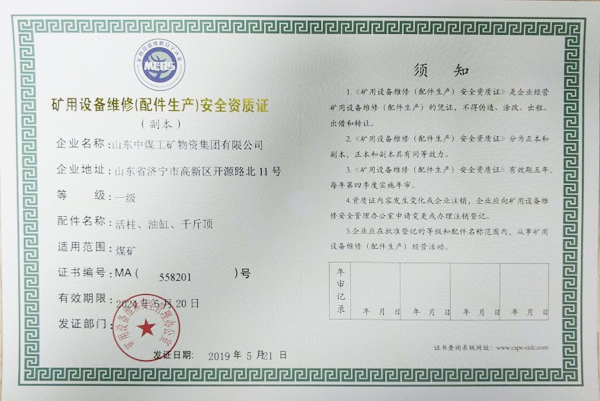 MERS
矿用设备维修(配件生产)安全资质证
(副本)
企业名称:山东中煤工矿物资集团有限公司
企业地址:山东省济宁市高新区开源路北11号
等 级:一级
配件名称:活柱、油缸、千斤顶
适用范围:煤矿
证书编号:MA( 558201 )号
有效期限:2024年5月20日
发证部门:
发证日期: 2019年5月21日
须 知
1.《矿用设备维修(配件生产)安全资质证》是企业经营
矿用设备维修(配件生产)的凭证,不得伪造、涂改、出租、
出借和转让。
2.《矿用设备维修(配件生产)安全资质证》分为正本和
副本,正本和副本具有同等效力。
3.《矿用设备维修(配件生产)安全资质证》有效期五年,
每年第四季度实施年审。
4.资质证内容发生变化或企业注销,企业应向矿用设备维
修安全管理办公室申请变更或办理注销登记。
5.企业应在批准登记的等级和配件名称范围内,从事矿用
设备维修(配件生产)经营活动。
年审记录
年 月 日 年 月 日 年 月 日 年 月 日
证书查询系统网址:www.cape-cidc.com